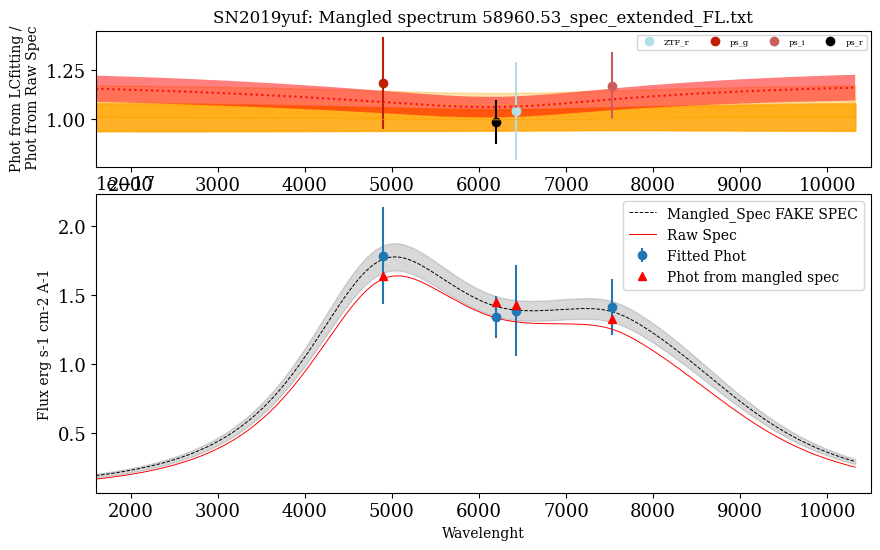 SN2019yuf: Mangled spectrum 58960.53_spec_extended_FL.txt
Phot from LCfitting /
Phot from Raw Spec
1.25
1.00
ZTF_r
ps_g
ps_i
ps_r
2000
3000
4000
5000
6000
7000
8000
9000
10000
1e−17
Flux erg s-1 cm-2 A-1
2.0
1.5
1.0
0.5
Mangled_Spec FAKE SPEC
Raw Spec
Fitted Phot
Phot from mangled spec
2000
3000
4000
5000
6000
7000
8000
9000
10000
Wavelenght